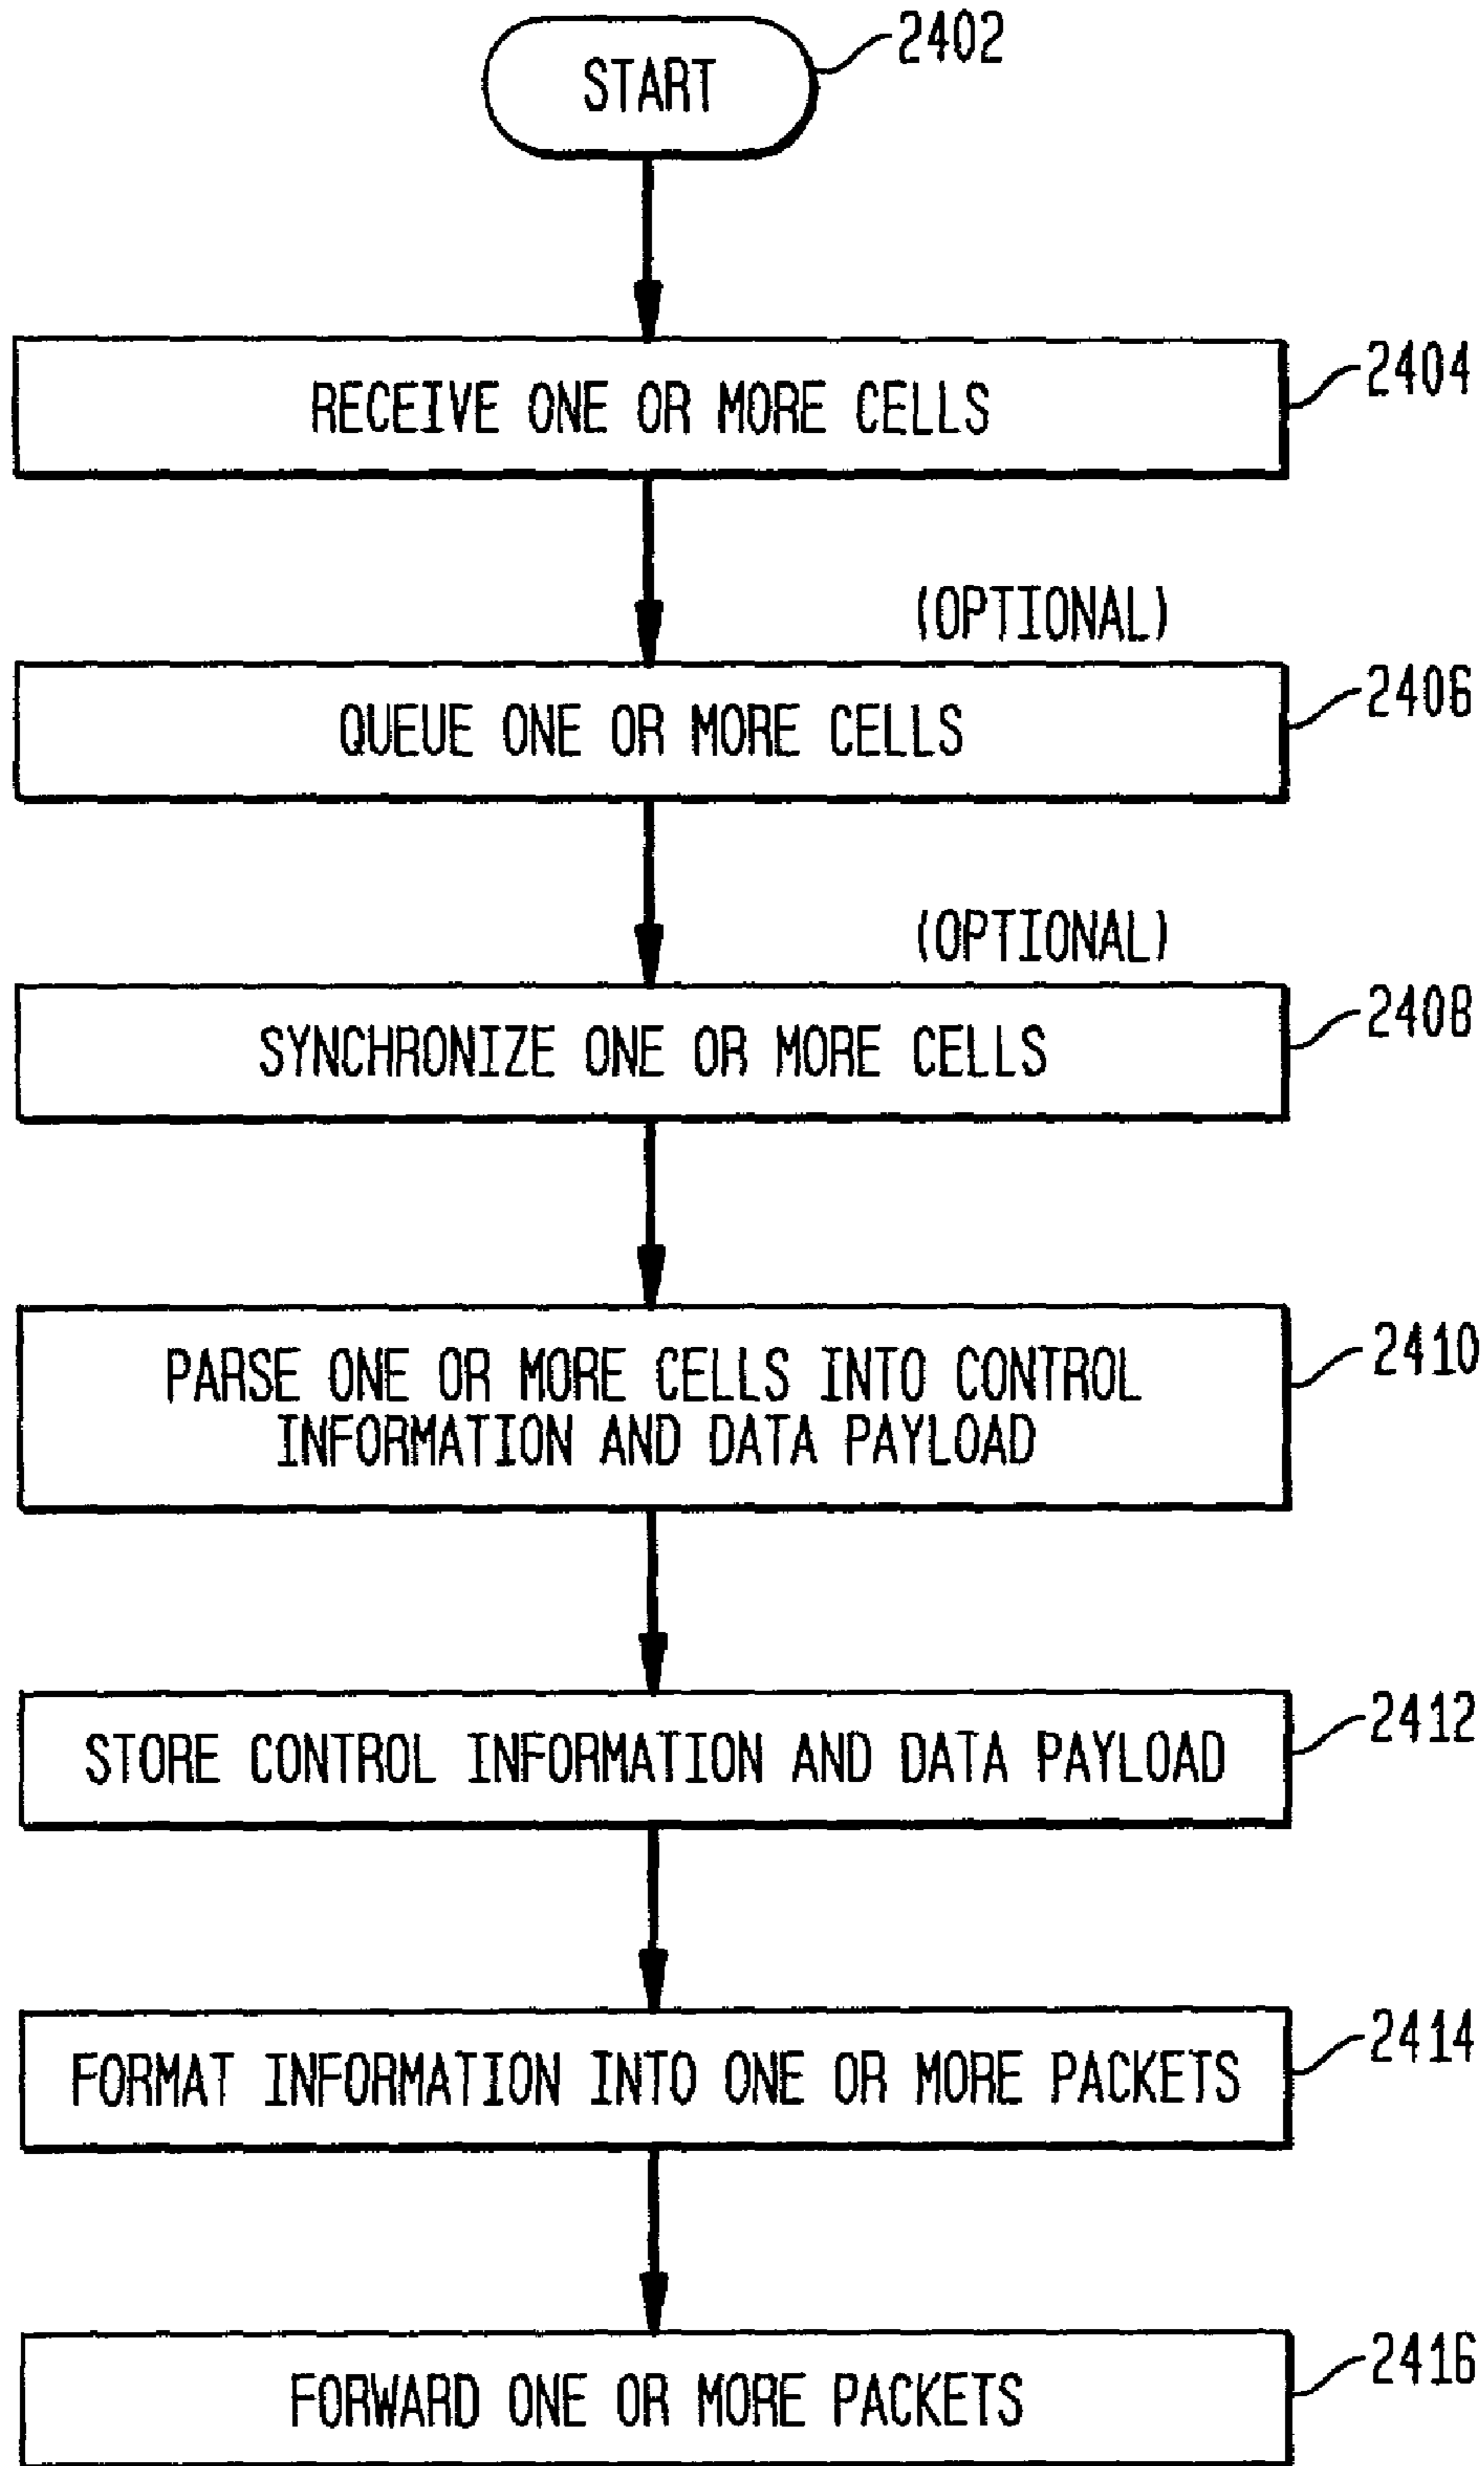 START
2402
RECEIVE ONE OR MORE CELLS
2404
(OPTIONAL)
QUEUE ONE OR MORE CELLS
2406
(OPTIONAL)
SYNCHRONIZE ONE OR MORE CELLS
2408
PARSE ONE OR MORE CELLS INTO CONTROL
INFORMATION AND DATA PAYLOAD
2410
STORE CONTROL INFORMATION AND DATA PAYLOAD
2412
FORMAT INFORMATION INTO ONE OR MORE PACKETS
2414
FORWARD ONE OR MORE PACKETS
2416